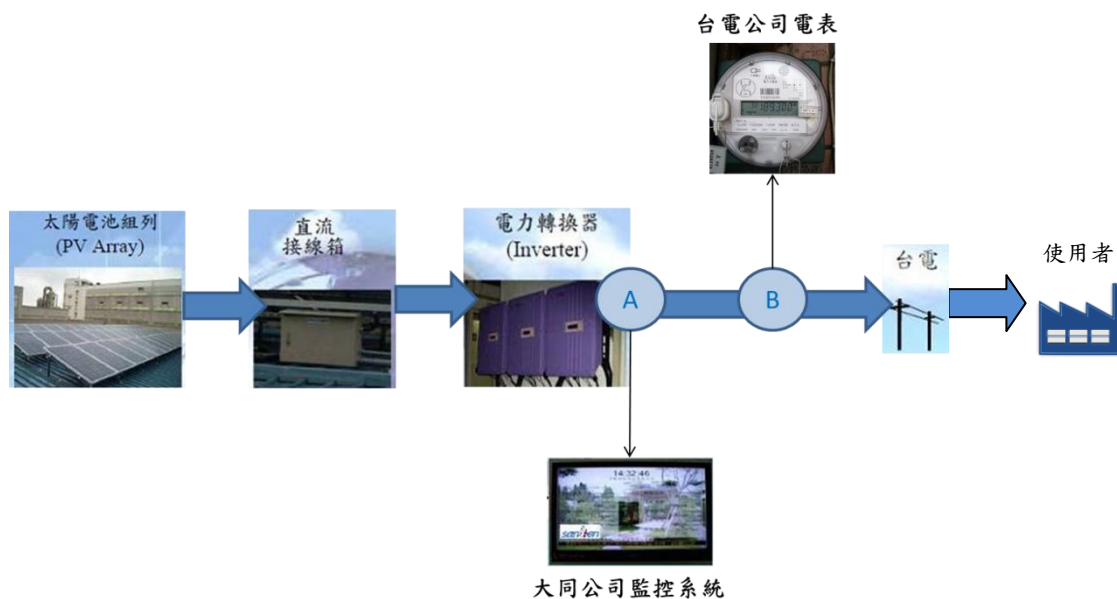 台電公司電表
太陽電池組列
(PV Array)
直流
接線箱
電力轉換器
(Inverter)
A
B
台電
使用者
14:32:46
大同公司監控系統